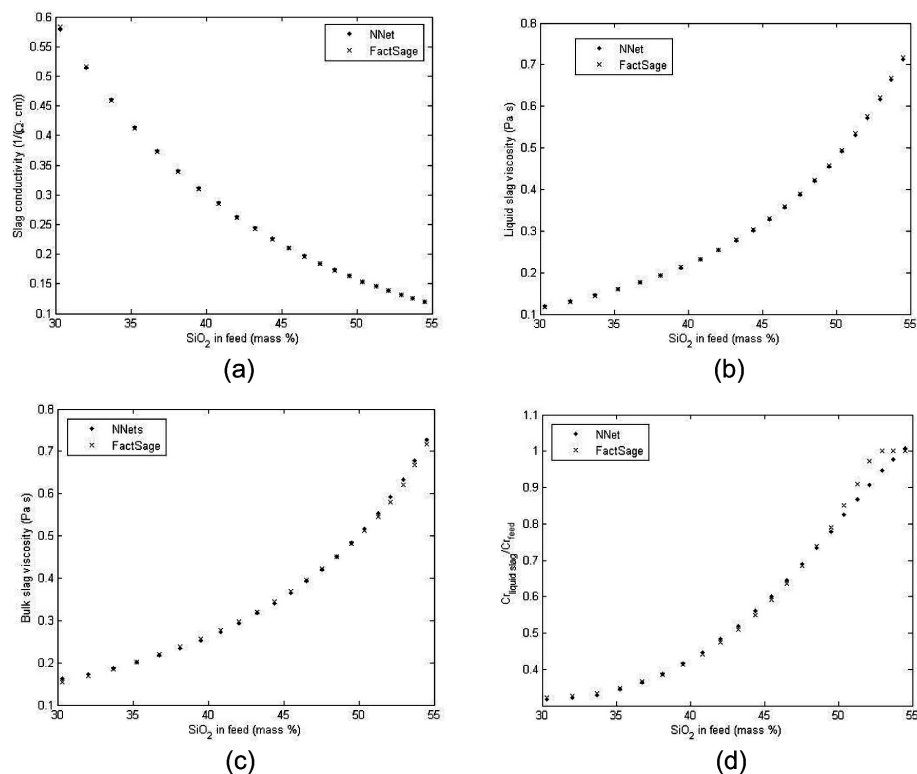 0.6
0.55
0.5
0.45
0.4
0.35
0.3
0.25
0.2
0.15
0.1
Slag conductivity (1/(Ω· cm))
NNet
FactSage
30 35 40 45 50 55
SiO2 in feed (mass %)
(a)
0.8
0.7
0.6
0.5
0.4
0.3
0.2
0.1
Liquid slag viscosity (Pa s)
NNet
FactSage
30 35 40 45 50 55
SiO2 in feed (mass %)
(b)
0.8
0.7
0.6
0.5
0.4
0.3
0.2
0.1
Bulk slag viscosity (Pa s)
NNets
FactSage
30 35 40 45 50 55
SiO2 in feed (mass %)
(c)
1.1
1
0.9
0.8
0.7
0.6
0.5
0.4
Cr liquid slag/Cr feed
NNet
FactSage
30 35 40 45 50 55
SiO2 in feed (mass %)
(d)